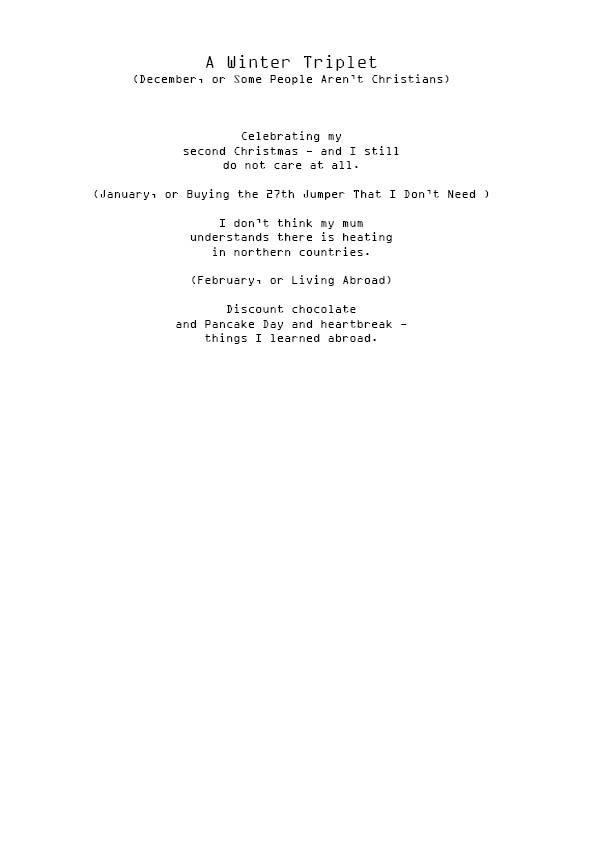 A Winter Triplet
(December, or Some People Aren't Christians)
Celebrating my
second Christmas - and I still
do not care at all.
(January, or Buying the 27th Jumper That I Don't Need )
I don't think my mum
understands there is heating
in northern countries.
(February, or Living Abroad)
Discount chocolate
and Pancake Day and heartbreak -
things I learned abroad.